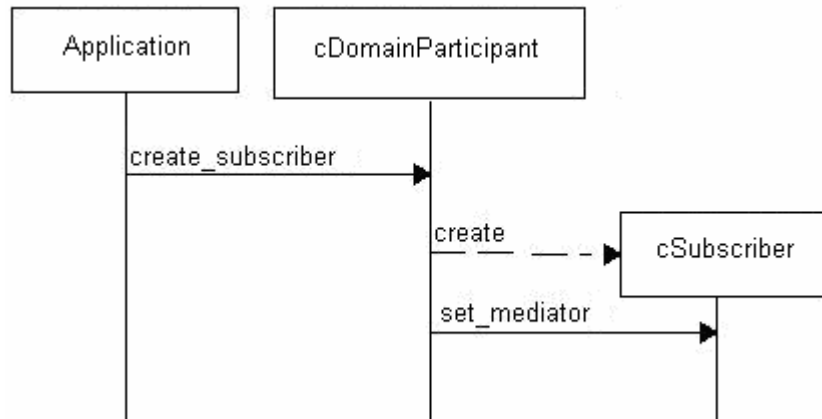 Application
cDomainParticipant
create_subscriber
create
cSubscriber
set_mediator